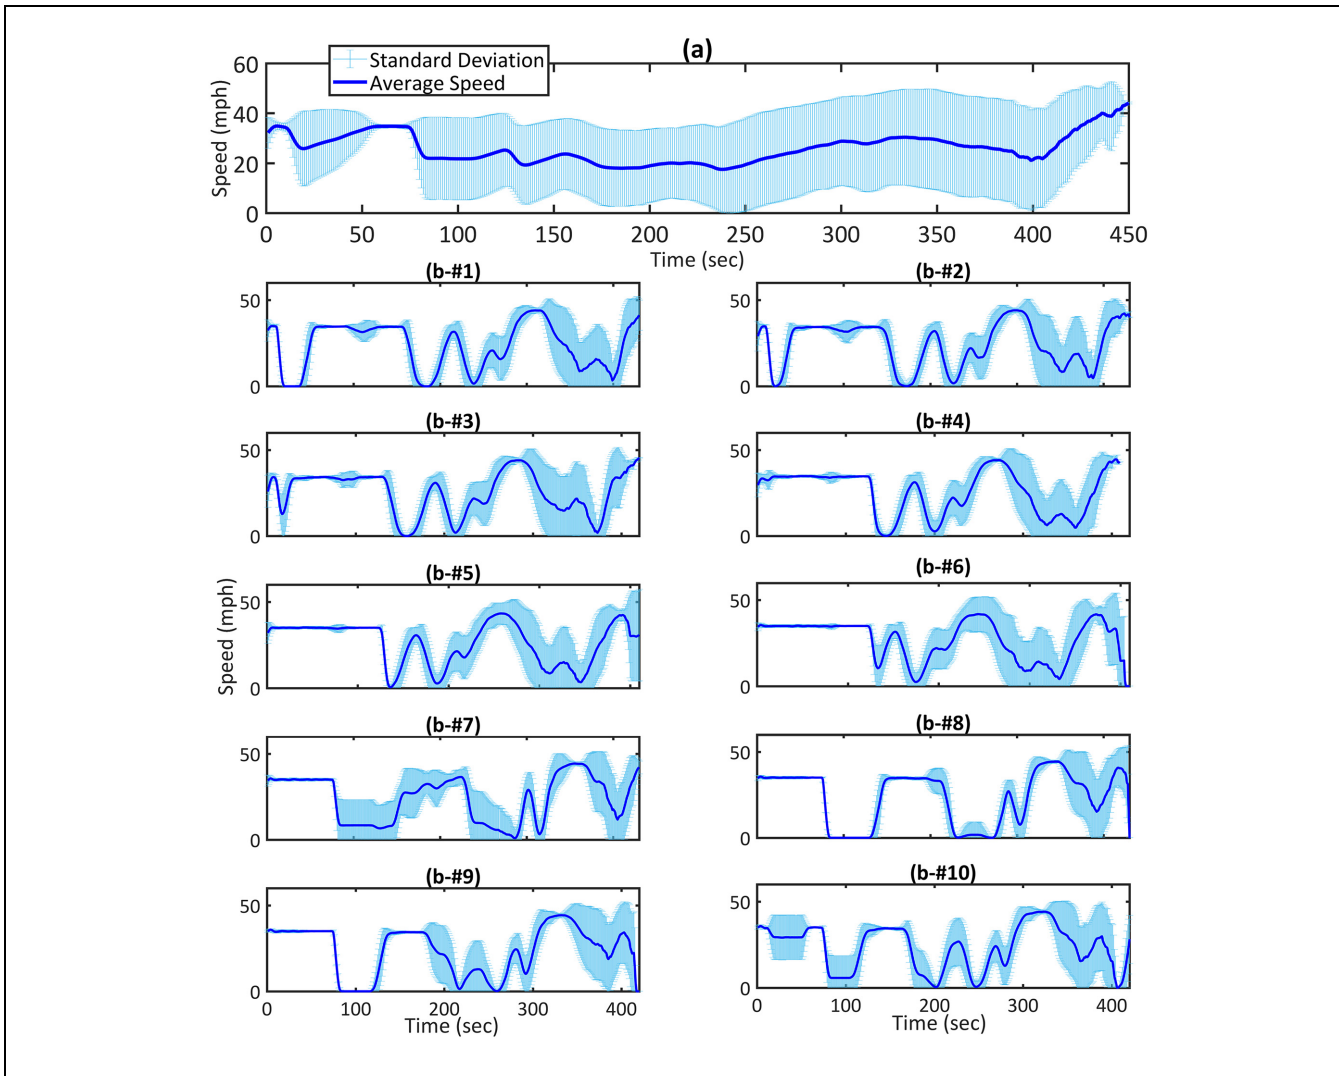 (a)
Standard Deviation
Average Speed
Speed (mph)
60
40
20
0
0 50 100 150 200 250 300 350 400 450
Time (sec)
(b-#1) (b-#2)
50 50
0 0
(b-#3) (b-#4)
50 50
0 0
(b-#5) (b-#6)
Speed (mph)
50 50
0 0
(b-#7) (b-#8)
50 50
0 0
(b-#9) (b-#10)
50 50
0 0
0 100 200 300 400 0 100 200 300 400
Time (sec) Time (sec)